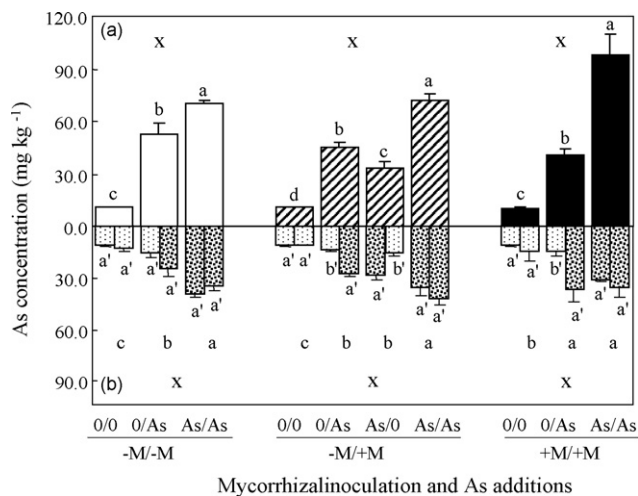 120.0
(a)
x x x
a
90.0
a a
60.0
b
b
c
b
30.0
c d c
0.0
a' a' a' a' a' a' a' a' b' a' a' b' a' a' a' a' b' a' a' a'
30.0
60.0
c b a c b b a b a a
90.0
(b)
x x x
As concentration (mg kg -1)
0/0 0/As As/As 0/0 0/As As/0 As/As 0/0 0/As As/As
-M/-M -M/+M +M/+M
Mycorrhizalinoculation and As additions